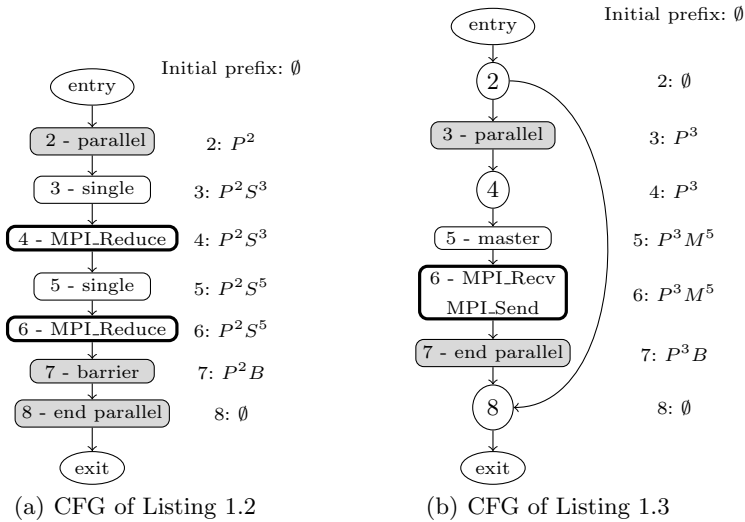 Initial prefix: ∅
entry
2 - parallel 2: P²
3 - single 3: P²S³
4 - MPI_Reduce 4: P²S³
5 - single 5: P²S⁵
6 - MPI_Reduce 6: P²S⁵
7 - barrier 7: P²B
8 - end parallel 8: ∅
exit
(a) CFG of Listing 1.2
Initial prefix: ∅
entry
2 2: ∅
3 - parallel 3: P³
4 4: P³
5 - master 5: P³M⁵
6 - MPI_Recv
MPI_Send 6: P³M⁵
7 - end parallel 7: P³B
8 8: ∅
exit
(b) CFG of Listing 1.3